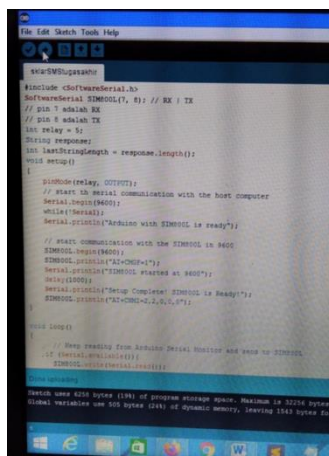 File Edit Sketch Tools Help
sklarSMStugasakhir
#include <SoftwareSerial.h>
SoftwareSerial SIM800L(7, 8); // RX | TX
// pin 7 adalah RX
// pin 8 adalah TX
int relay = 5;
String response;
int lastStringLength = response.length();
void setup()
{
pinMode(relay, OUTPUT);
// start th serial communication with the host computer
Serial.begin(9600);
while(!Serial);
Serial.println("Arduino with SIM800L is ready");
// start communication with the SIM800L in 9600
SIM800L.begin(9600);
SIM800L.println("AT+CMGF=1");
Serial.println("SIM800L started at 9600");
delay(1000);
Serial.println("Setup Complete! SIM800L is Ready!");
SIM800L.println("AT+CNMI=2,2,0,0,0");
}
void loop()
{
// Keep reading from Arduino Serial Monitor and send to SIM800L
if (Serial.available())
SIM800L.write(Serial.read());
Done uploading
Sketch uses 6258 bytes (19%) of program storage space. Maximum is 32256 bytes
Global variables use 505 bytes (24%) of dynamic memory, leaving 1543 bytes fo